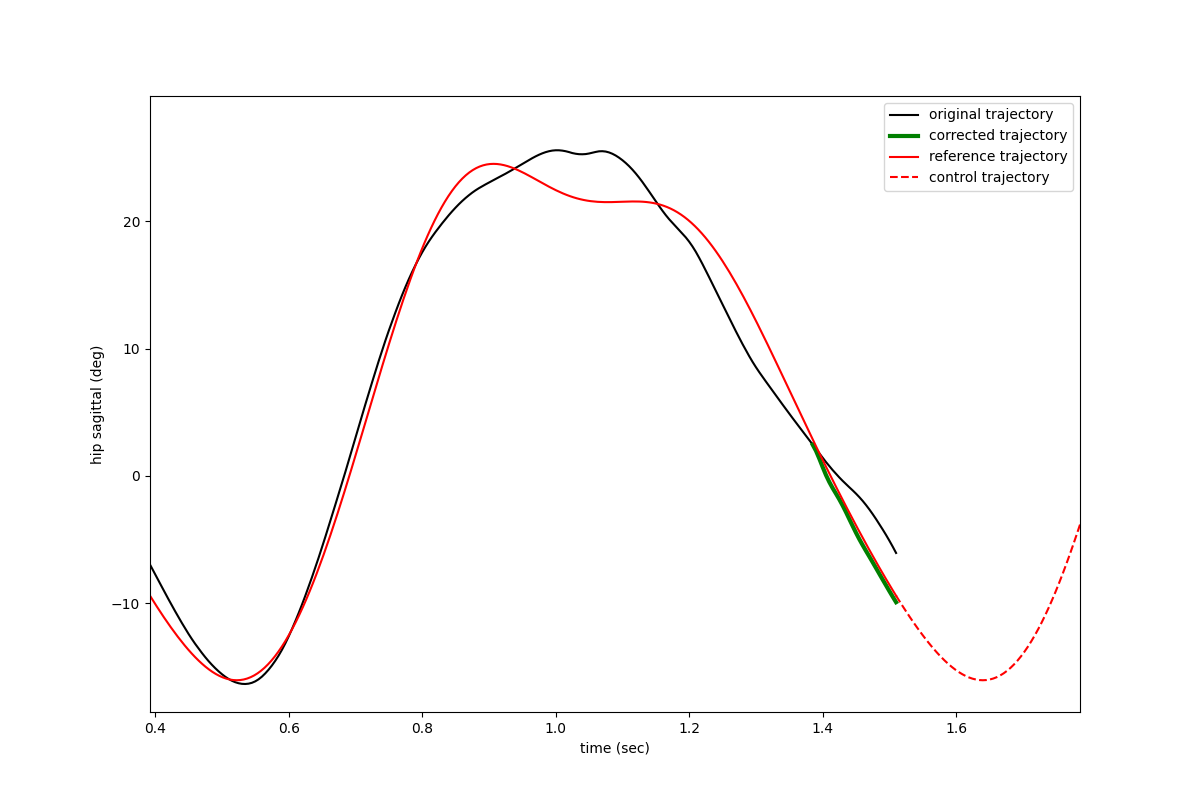 original trajectory
corrected trajectory
reference trajectory
control trajectory
20
10
0
−10
hip sagittal (deg)
0.4 0.6 0.8 1.0 1.2 1.4 1.6
time (sec)